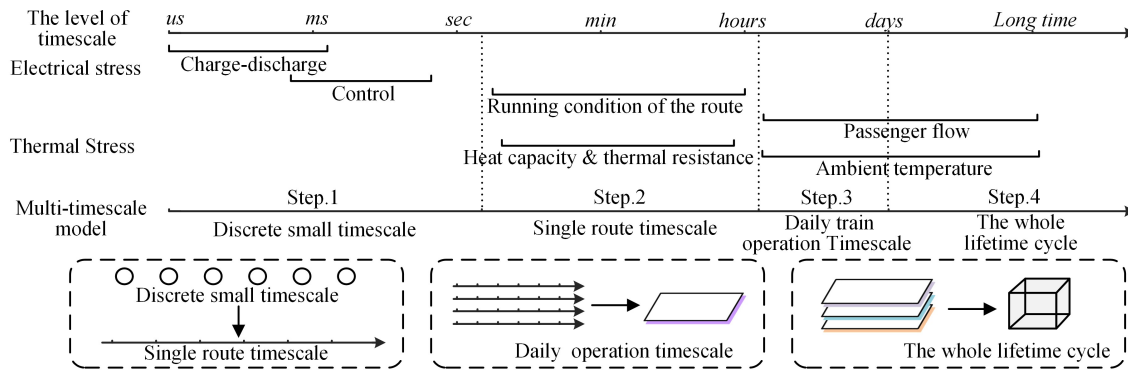 The level of timescale
us ms sec min hours days Long time
Electrical stress
Charge-discharge
Control
Running condition of the route
Passenger flow
Thermal Stress
Heat capacity & thermal resistance
Ambient temperature
Multi-timescale model
Step.1 Step.2 Step.3 Step.4
Discrete small timescale
Single route timescale
Daily train
operation Timescale
The whole
lifetime cycle
Discrete small timescale
Single route timescale
Daily operation timescale
The whole lifetime cycle